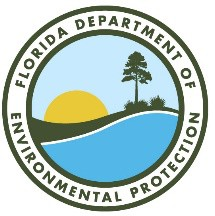 FLORIDA DEPARTMENT OF
ENVIRONMENTAL PROTECTION